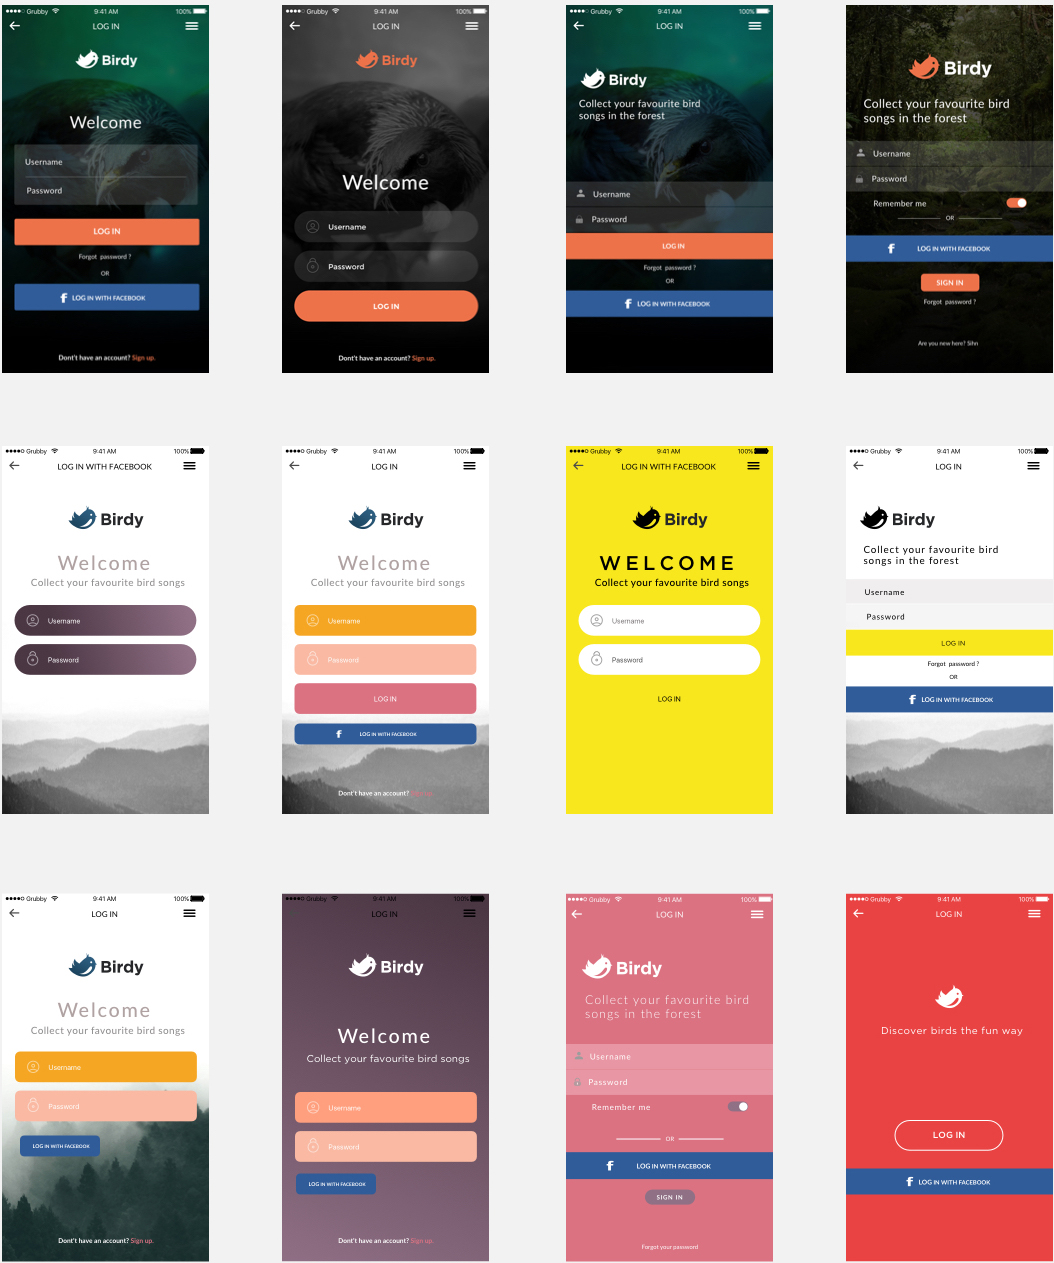 Grubby 9:41 AM 100%
LOG IN
Birdy
Welcome
Username
Password
LOG IN
Forgot password ?
OR
f LOG IN WITH FACEBOOK
Dont't have an account? Sign up.
Grubby 9:41 AM 100%
LOG IN
Birdy
Welcome
Username
Password
LOG IN
Dont't have an account? Sign up.
Grubby 9:41 AM 100%
LOG IN
Birdy
Collect your favourite bird
songs in the forest
Username
Password
LOG IN
Forgot password ?
OR
f LOG IN WITH FACEBOOK
Birdy
Collect your favourite bird
songs in the forest
Username
Password
Remember me
OR
f LOG IN WITH FACEBOOK
SIGN IN
Forgot password ?
Are you new here?
Grubby 9:41 AM 100%
LOG IN WITH FACEBOOK
Birdy
Welcome
Collect your favourite bird songs
Username
Password
Grubby 9:41 AM 100%
LOG IN
Birdy
Welcome
Collect your favourite bird songs
Username
Password
LOG IN
f LOG IN WITH FACEBOOK
Dont't have an account?
Grubby 9:41 AM 100%
LOG IN WITH FACEBOOK
Birdy
WELCOME
Collect your favourite bird songs
Username
Password
LOG IN
Grubby 9:41 AM 100%
LOG IN
Birdy
Collect your favourite bird
songs in the forest
Username
Password
LOG IN
Forgot password ?
OR
f LOG IN WITH FACEBOOK
Grubby 9:41 AM 100%
LOG IN
Birdy
Welcome
Collect your favourite bird songs
Username
Password
LOG IN WITH FACEBOOK
Dont't have an account? Sign up.
Grubby 9:41 AM 100%
LOG IN
Birdy
Welcome
Collect your favourite bird songs
Username
Password
LOG IN WITH FACEBOOK
Dont't have an account? Sign up.
Grubby 9:41 AM 100%
LOG IN
Birdy
Collect your favourite bird
songs in the forest
Username
Password
Remember me
OR
f LOG IN WITH FACEBOOK
SIGN IN
Forgot your password
Grubby 9:41 AM 100%
LOG IN
Discover birds the fun way
LOG IN
f LOG IN WITH FACEBOOK